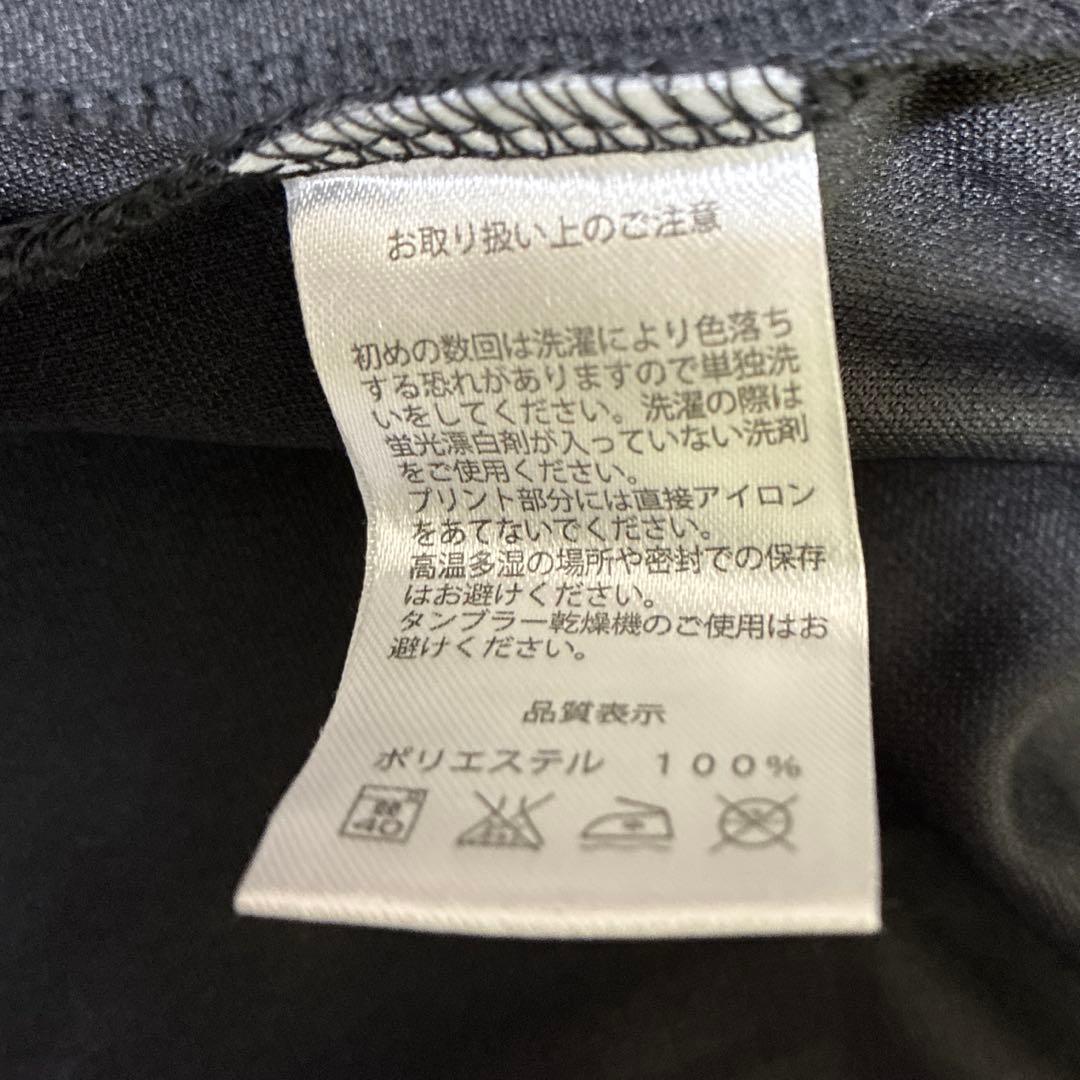 お取り扱い上のご注意
初めの数回は洗濯により色落ち
する恐れがありますので単独洗
いをしてください。洗濯の際は
蛍光漂白剤が入っていない洗剤
をご使用ください。
プリント部分には直接アイロン
をあてないでください。
高温多湿の場所や密封での保存
はお避けください。
タンブラー乾燥機のご使用はお
避けください。
品質表示
ポリエステル 100%
40